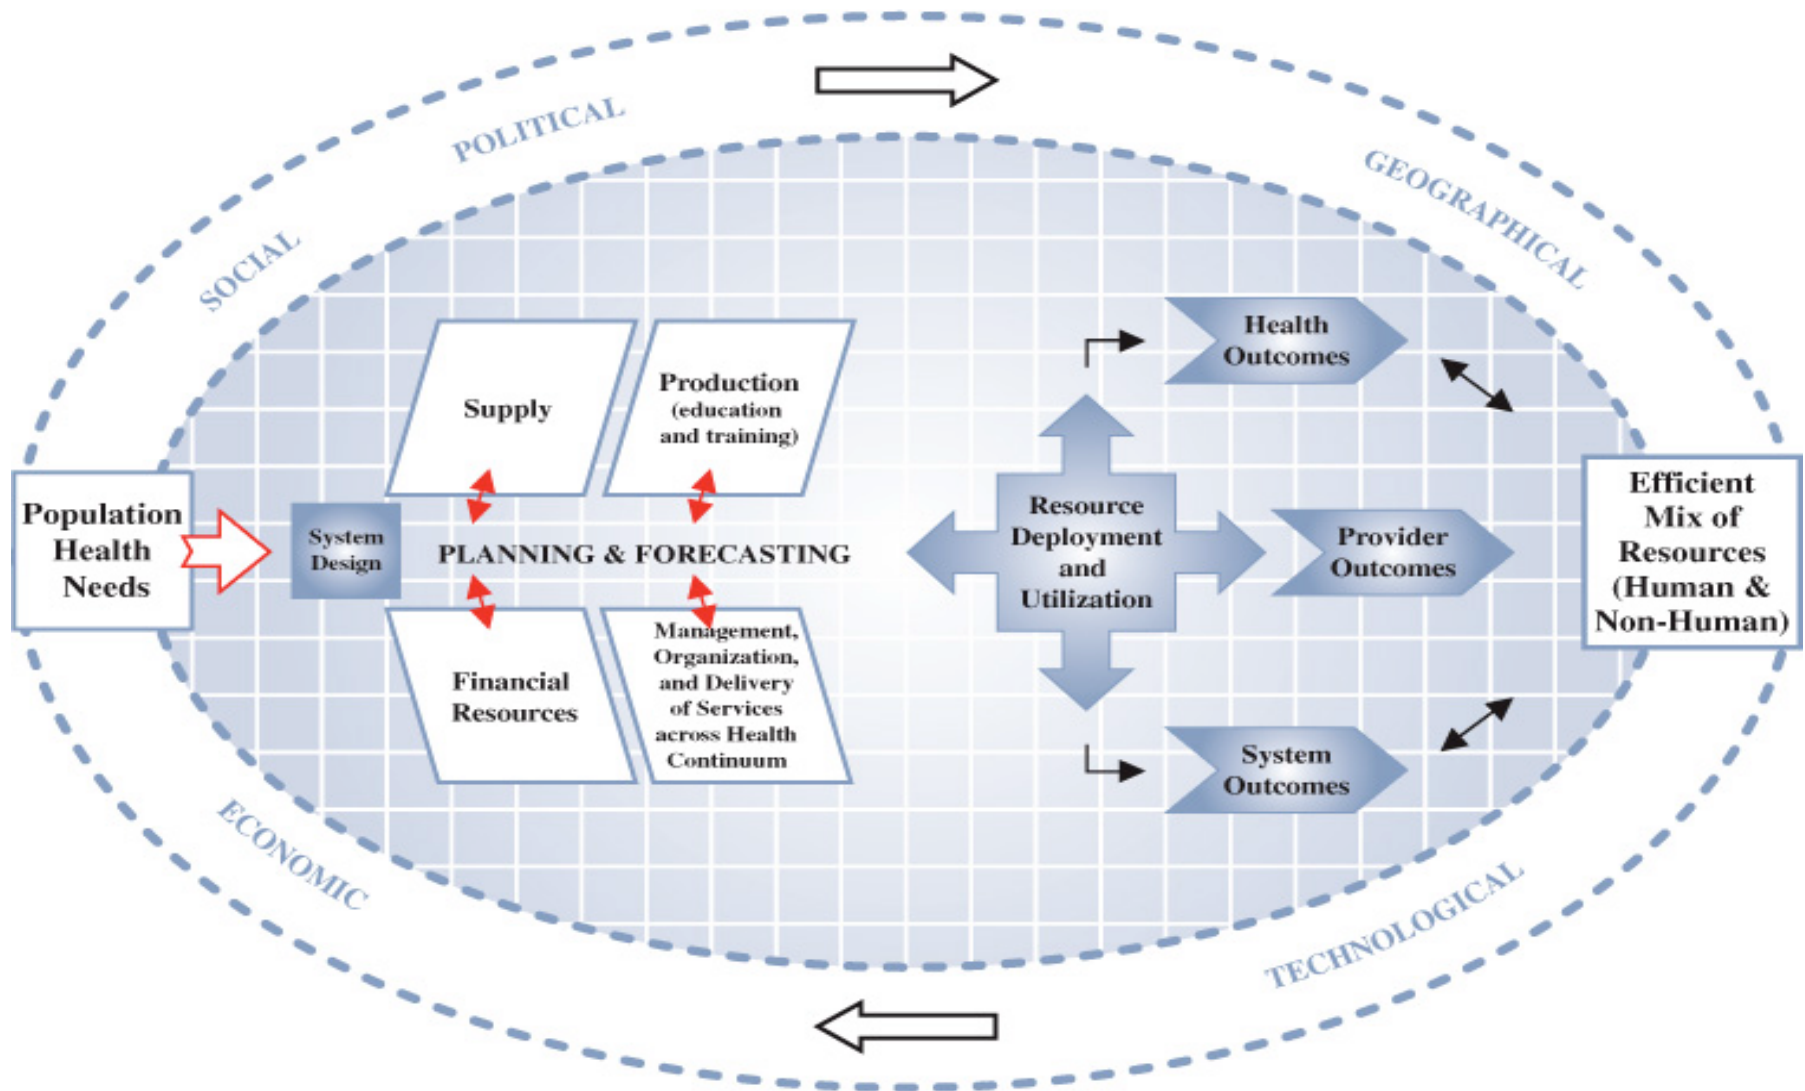 POLITICAL
SOCIAL
GEOGRAPHICAL
Population
Health
Needs
System
Design
Supply
Production
(education
and training)
PLANNING & FORECASTING
Financial
Resources
Management,
Organization,
and Delivery
of Services
across Health
Continuum
Resource
Deployment
and
Utilization
Health
Outcomes
Provider
Outcomes
System
Outcomes
Efficient
Mix of
Resources
(Human &
Non-Human)
ECONOMIC
TECHNOLOGICAL